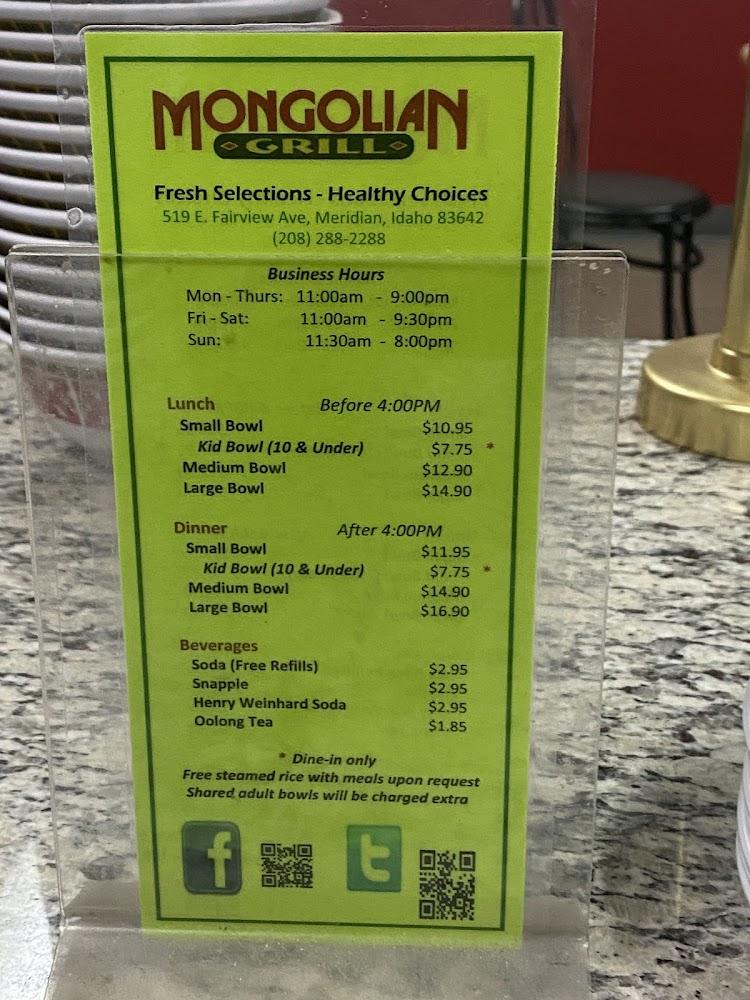 MONGOLIAN
GRILL
Fresh Selections - Healthy Choices
519 E. Fairview Ave, Meridian, Idaho 83642
(208) 288-2288
Business Hours
Mon - Thurs: 11:00am - 9:00pm
Fri - Sat: 11:00am - 9:30pm
Sun: 11:30am - 8:00pm
Lunch Before 4:00PM
Small Bowl $10.95
Kid Bowl (10 & Under) $7.75 *
Medium Bowl $12.90
Large Bowl $14.90
Dinner After 4:00PM
Small Bowl $11.95
Kid Bowl (10 & Under) $7.75 *
Medium Bowl $14.90
Large Bowl $16.90
Beverages
Soda (Free Refills) $2.95
Snapple $2.95
Henry Weinhard Soda $2.95
Oolong Tea $1.85
* Dine-in only
Free steamed rice with meals upon request
Shared adult bowls will be charged extra
f t